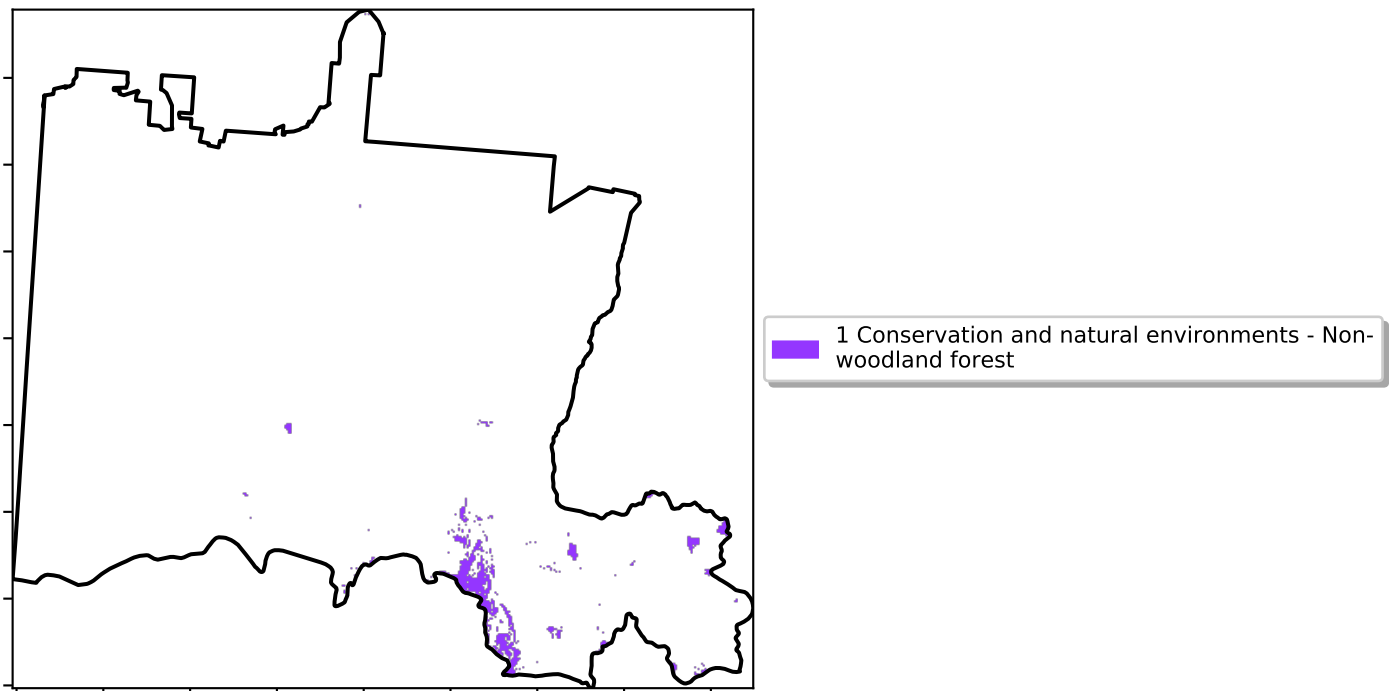 1 Conservation and natural environments - Non-
woodland forest